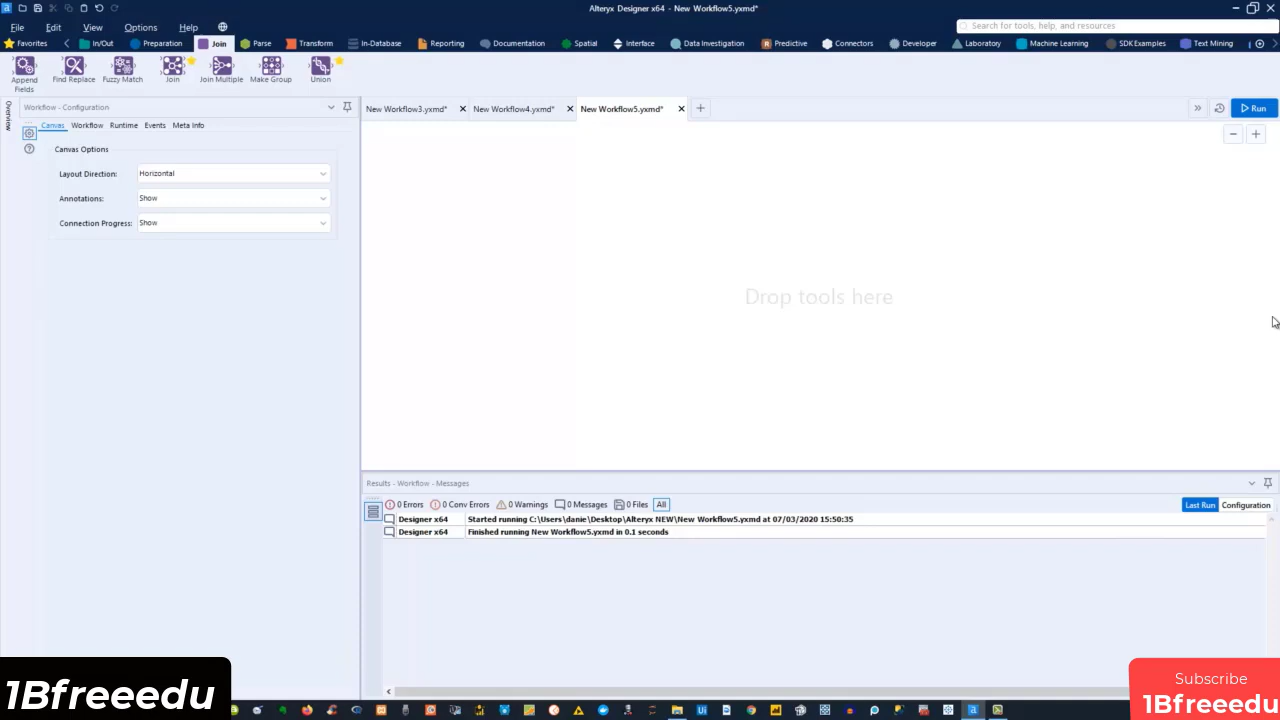 Alteryx Designer x64 - New Workflow5.yxmd*
File Edit View Options Help
Search for tools, help, and resources
Favorites In/Out Preparation Join Parse Transform In-Database Reporting Documentation Spatial Interface Data Investigation Predictive Connectors Developer Laboratory Machine Learning SDK Examples Text Mining
Append Fields
Find Replace
Fuzzy Match
Join
Join Multiple
Make Group
Union
Overview
Workflow - Configuration
New Workflow3.yxmd* New Workflow4.yxmd* New Workflow5.yxmd*
Run
Canvas Workflow Runtime Events Meta Info
Canvas Options
Layout Direction: Horizontal
Annotations: Show
Connection Progress: Show
Drop tools here
Results - Workflow - Messages
0 Errors 0 Conv Errors 0 Warnings 0 Messages 0 Files All
Last Run Configuration
Designer x64 Started running C:\Users\danie\Desktop\Alteryx NEW\New Workflow5.yxmd at 07/03/2020 15:50:35
Designer x64 Finished running New Workflow5.yxmd in 0.1 seconds
1Bfreeedu
Subscribe
1Bfreeedu